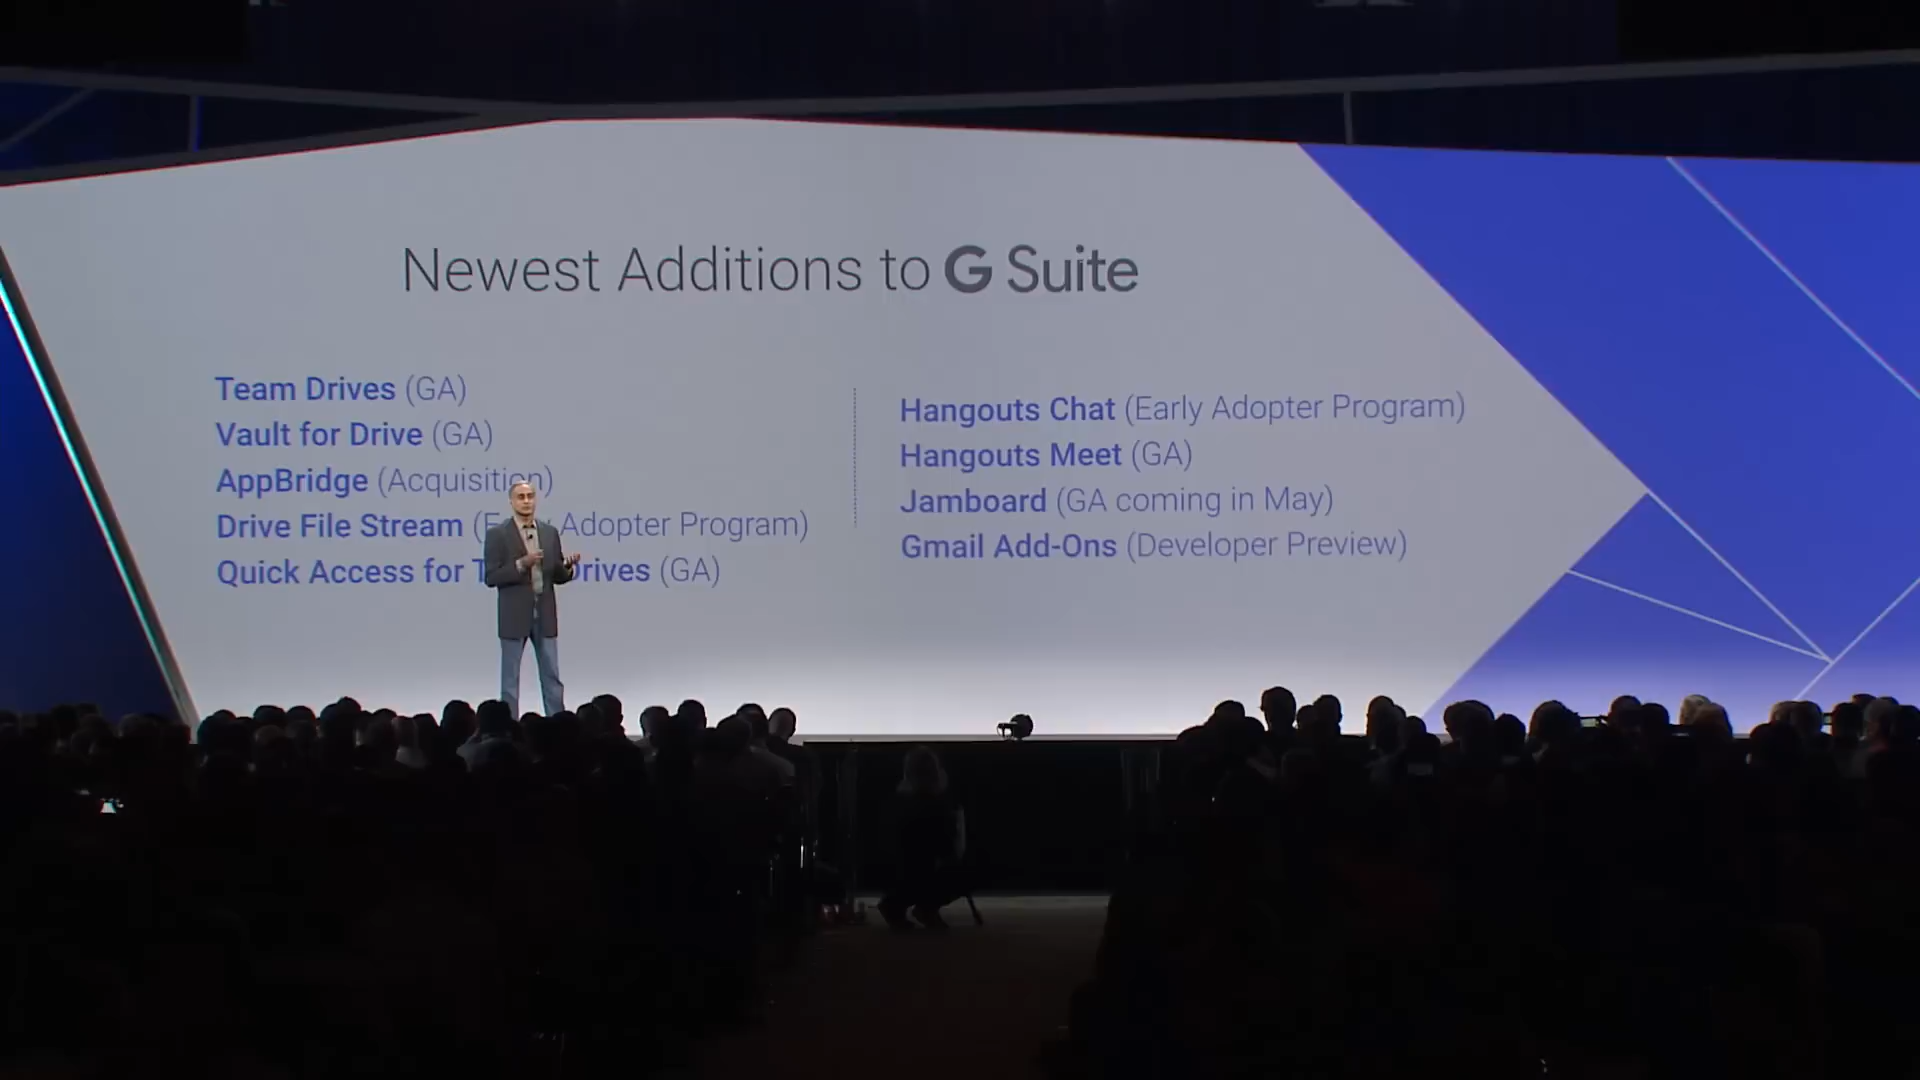 Newest Additions to G Suite
Team Drives (GA)
Vault for Drive (GA)
AppBridge (Acquisition)
Drive File Stream (Early Adopter Program)
Quick Access for Drives (GA)
Hangouts Chat (Early Adopter Program)
Hangouts Meet (GA)
Jamboard (GA coming in May)
Gmail Add-Ons (Developer Preview)